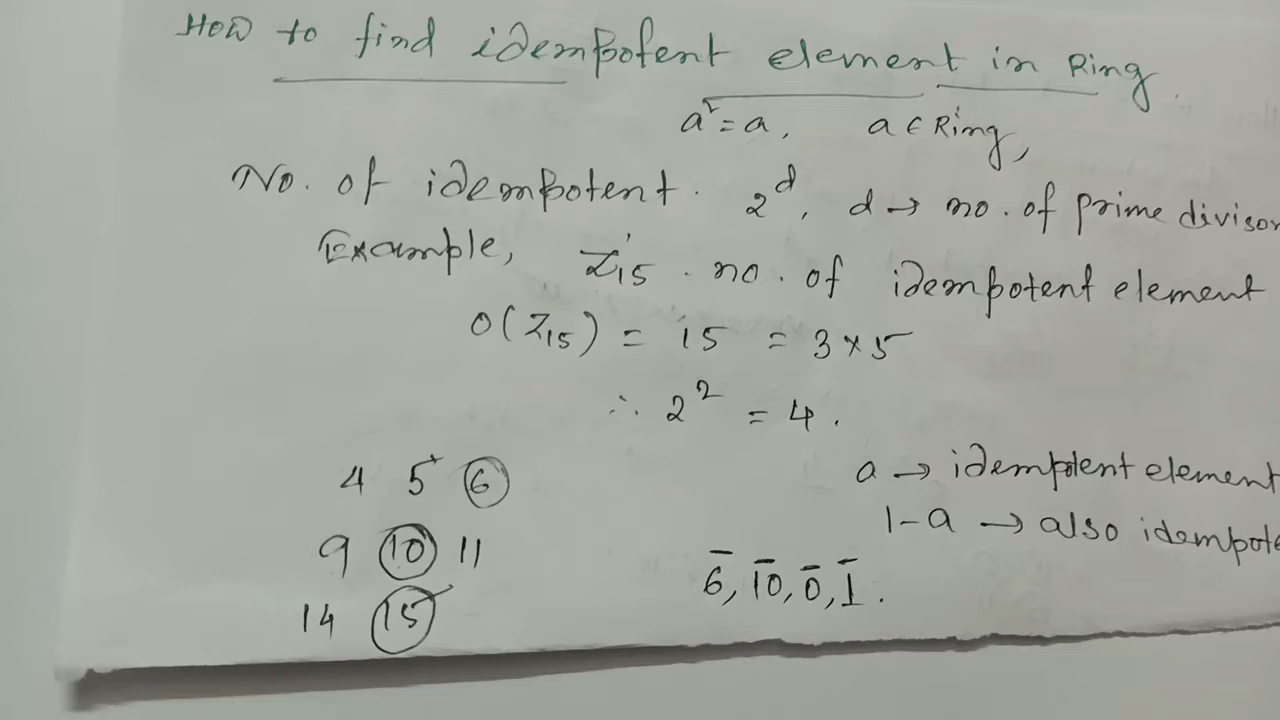 How to find idempotent element in Ring.
a² = a, a ∈ Ring,
No. of idempotent. 2^d, d → no. of prime divisor
Example, Z₁₅ . no. of idempotent element
O(Z₁₅) = 15 = 3 × 5
∴ 2² = 4.
4 5 6
a → idempotent element
9 10 11
1-a → also idempote
14 15
6̅, 1̅0̅, 0̅, 1̅.